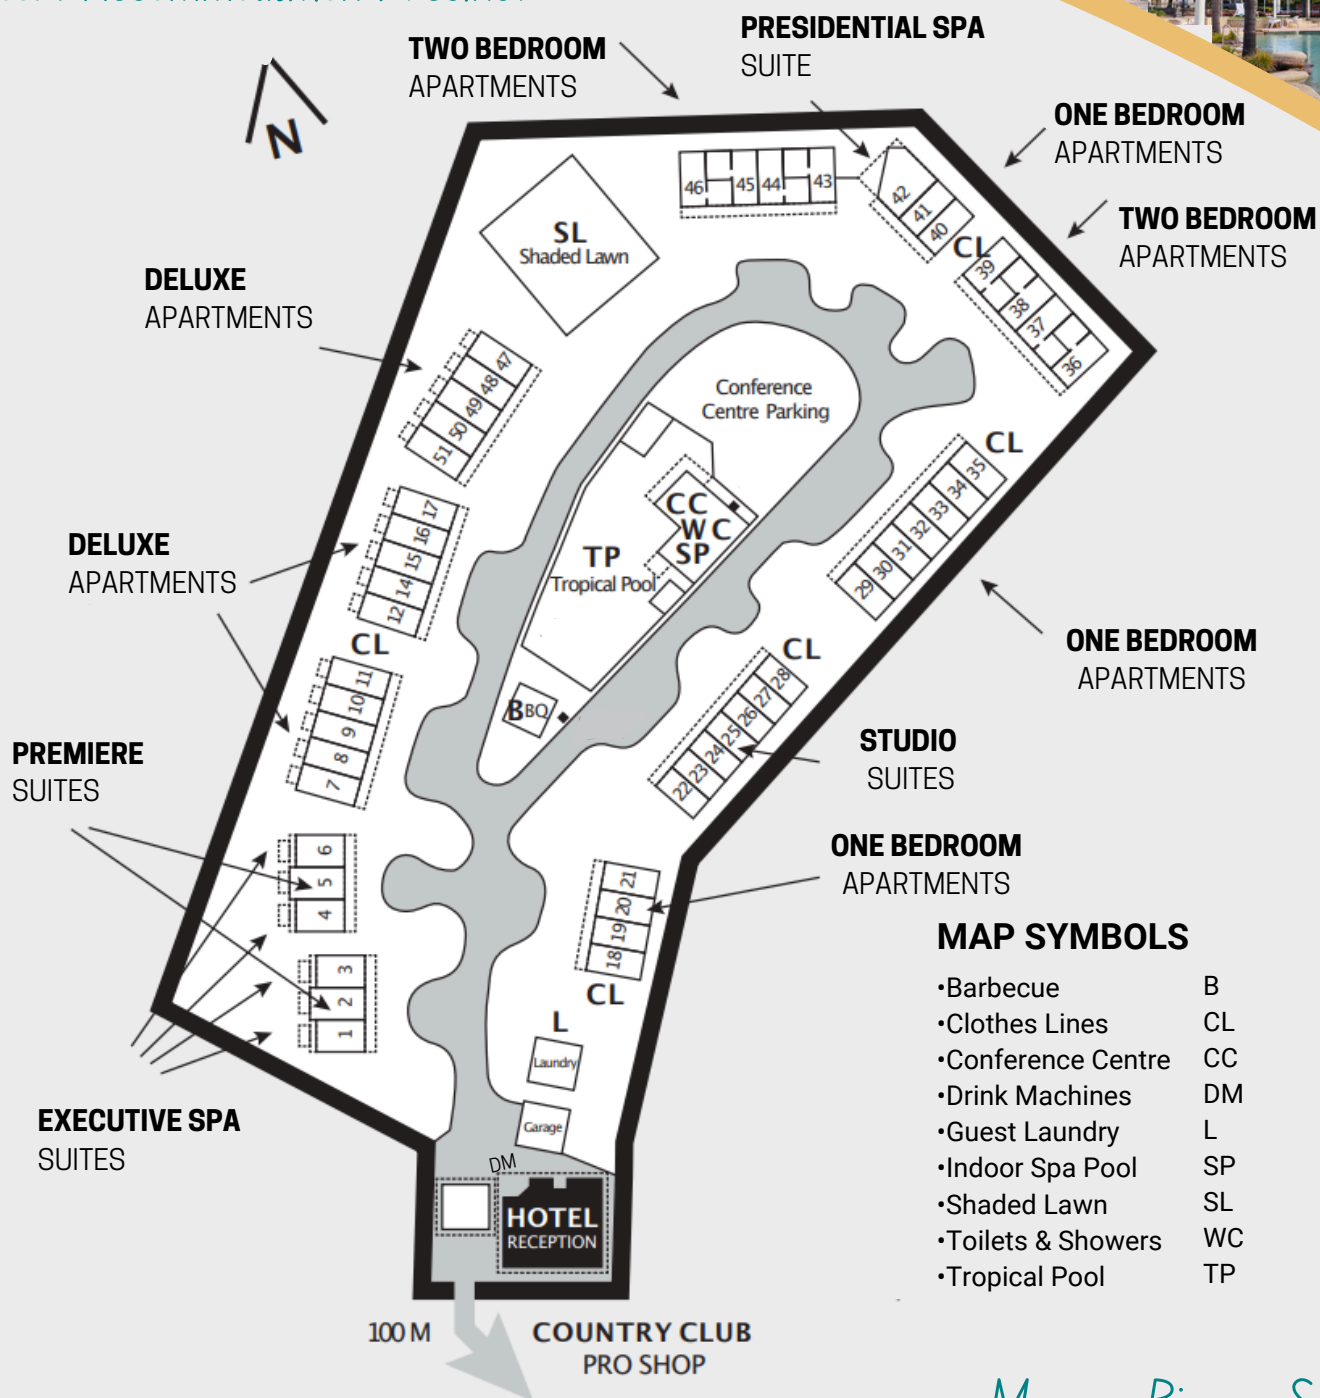 TWO BEDROOM
APARTMENTS
PRESIDENTIAL SPA
SUITE
ONE BEDROOM
APARTMENTS
TWO BEDROOM
APARTMENTS
N
SL
Shaded Lawn
46 45 44 43
42
41
40
CL
39
38
37
36
DELUXE
APARTMENTS
47
48
49
50
51
Conference
Centre Parking
CL
35
34
33
32
31
30
29
DELUXE
APARTMENTS
17
16
15
14
12
CL
CC
WC
SP
TP
Tropical Pool
ONE BEDROOM
APARTMENTS
11
10
9
8
7
CL
28
27
26
25
24
23
22
BBQ
STUDIO
SUITES
PREMIERE
SUITES
6
5
4
3
2
1
21
20
19
18
CL
ONE BEDROOM
APARTMENTS
L
Laundry
Garage
EXECUTIVE SPA
SUITES
DM
HOTEL
RECEPTION
100 M
COUNTRY CLUB
PRO SHOP
MAP SYMBOLS
•Barbecue B
•Clothes Lines CL
•Conference Centre CC
•Drink Machines DM
•Guest Laundry L
•Indoor Spa Pool SP
•Shaded Lawn SL
•Toilets & Showers WC
•Tropical Pool TP